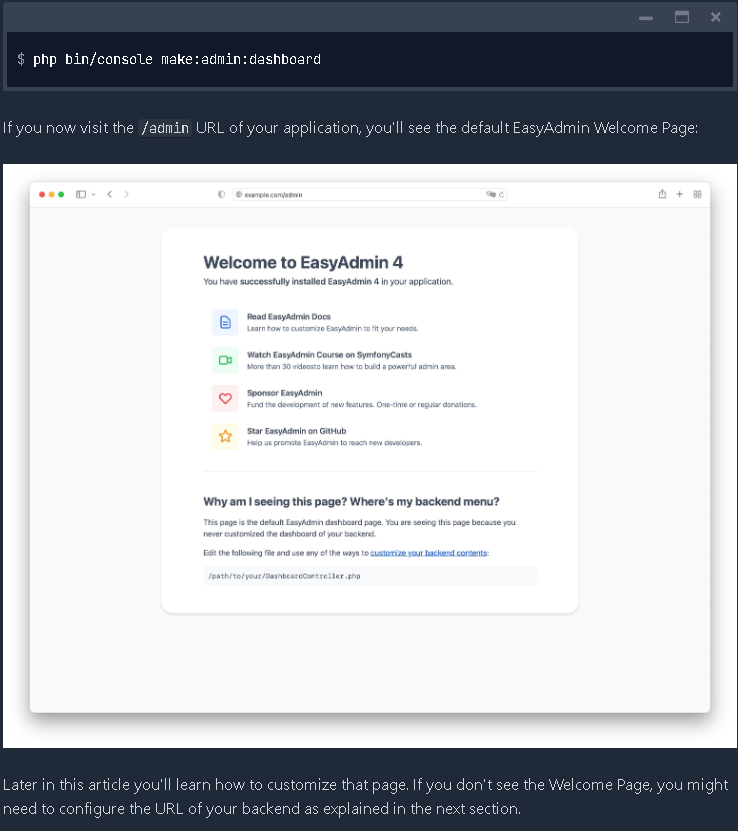 $ php bin/console make:admin:dashboard
If you now visit the /admin URL of your application, you'll see the default EasyAdmin Welcome Page:
example.com/admin
Welcome to EasyAdmin 4
You have successfully installed EasyAdmin 4 in your application.
Read EasyAdmin Docs
Learn how to customize EasyAdmin to fit your needs.
Watch EasyAdmin Course on SymfonyCasts
More than 30 videosto learn how to build a powerful admin area.
Sponsor EasyAdmin
Fund the development of new features. One-time or regular donations.
Star EasyAdmin on GitHub
Help us promote EasyAdmin to reach new developers.
Why am I seeing this page? Where's my backend menu?
This page is the default EasyAdmin dashboard page. You are seeing this page because you
never customized the dashboard of your backend.
Edit the following file and use any of the ways to customize your backend contents:
/path/to/your/DashboardController.php
Later in this article you'll learn how to customize that page. If you don't see the Welcome Page, you might
need to configure the URL of your backend as explained in the next section.